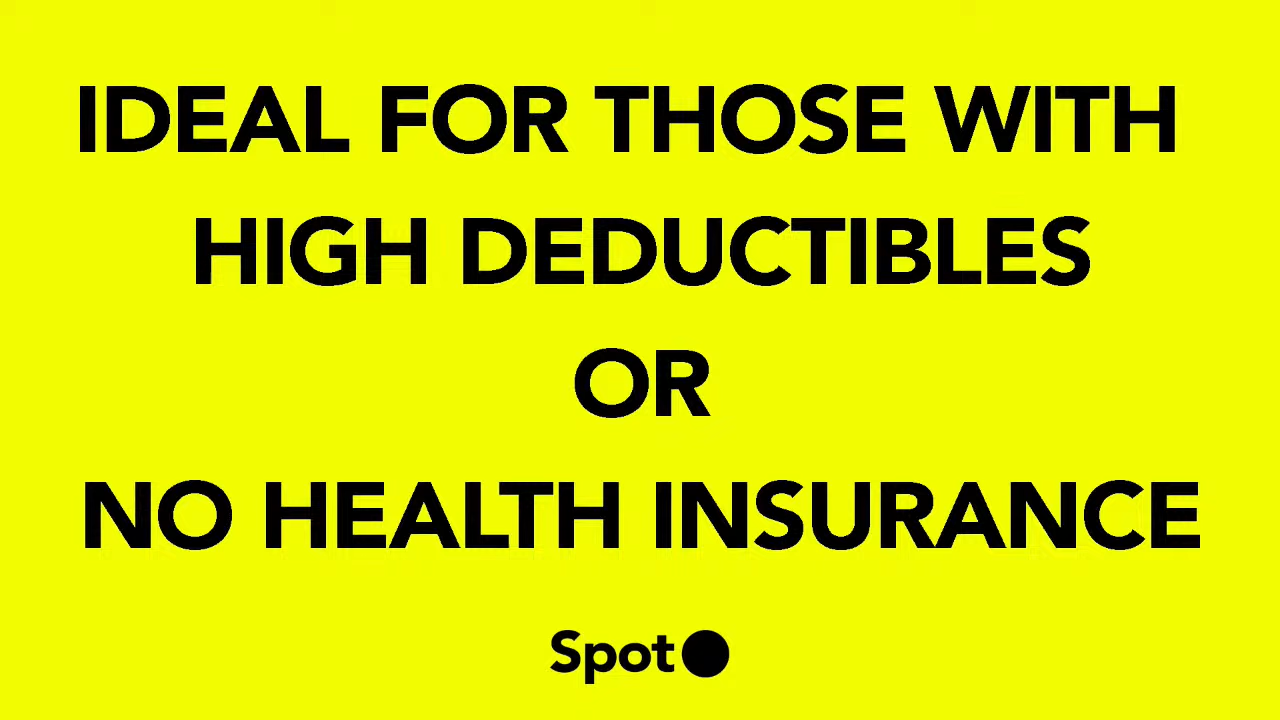 IDEAL FOR THOSE WITH
HIGH DEDUCTIBLES
OR
NO HEALTH INSURANCE
Spot